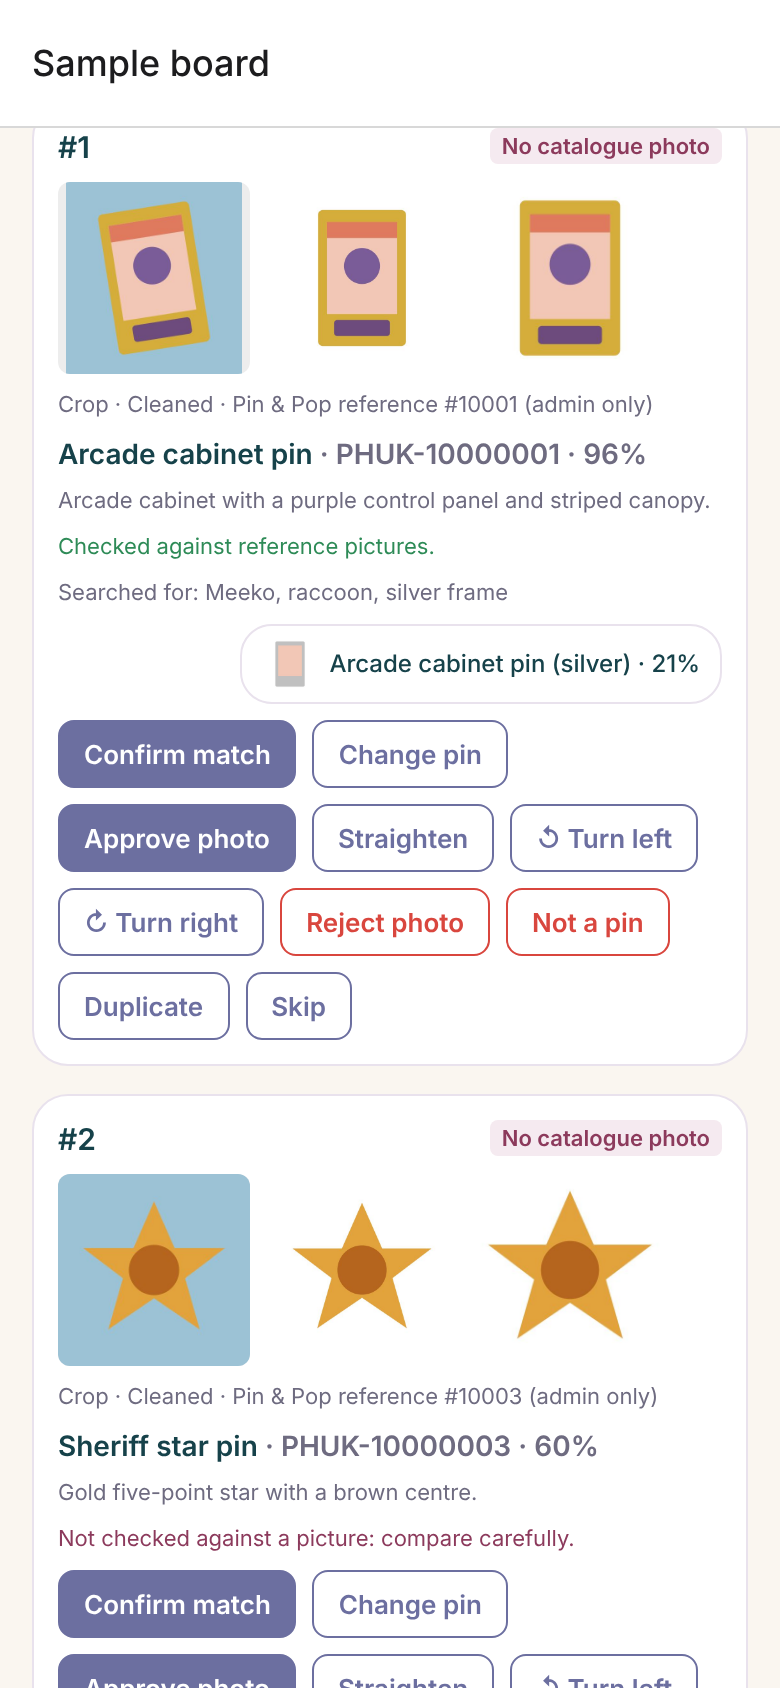 Sample board
#1
No catalogue photo
Crop · Cleaned · Pin & Pop reference #10001 (admin only)
Arcade cabinet pin · PHUK-10000001 · 96%
Arcade cabinet with a purple control panel and striped canopy.
Checked against reference pictures.
Searched for: Meeko, raccoon, silver frame
Arcade cabinet pin (silver) · 21%
Confirm match
Change pin
Approve photo
Straighten
↺ Turn left
↻ Turn right
Reject photo
Not a pin
Duplicate
Skip
#2
No catalogue photo
Crop · Cleaned · Pin & Pop reference #10003 (admin only)
Sheriff star pin · PHUK-10000003 · 60%
Gold five-point star with a brown centre.
Not checked against a picture: compare carefully.
Confirm match
Change pin
Approve photo
Straighten
↺ Turn left